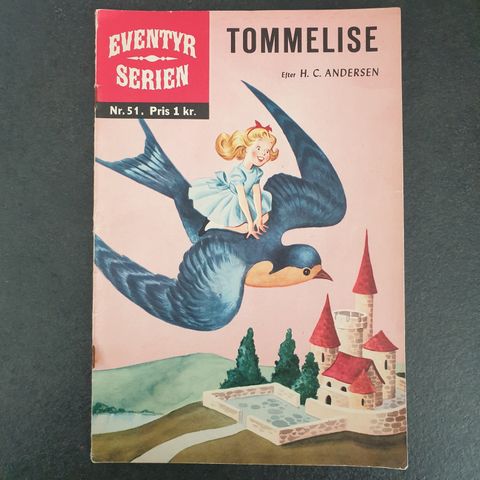 EVENTYR
SERIEN
Nr. 51. Pris 1 kr.
TOMMELISE
Efter H. C. ANDERSEN